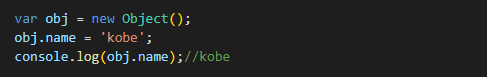 var obj = new Object();
obj.name = 'kobe';
console.log(obj.name);//kobe